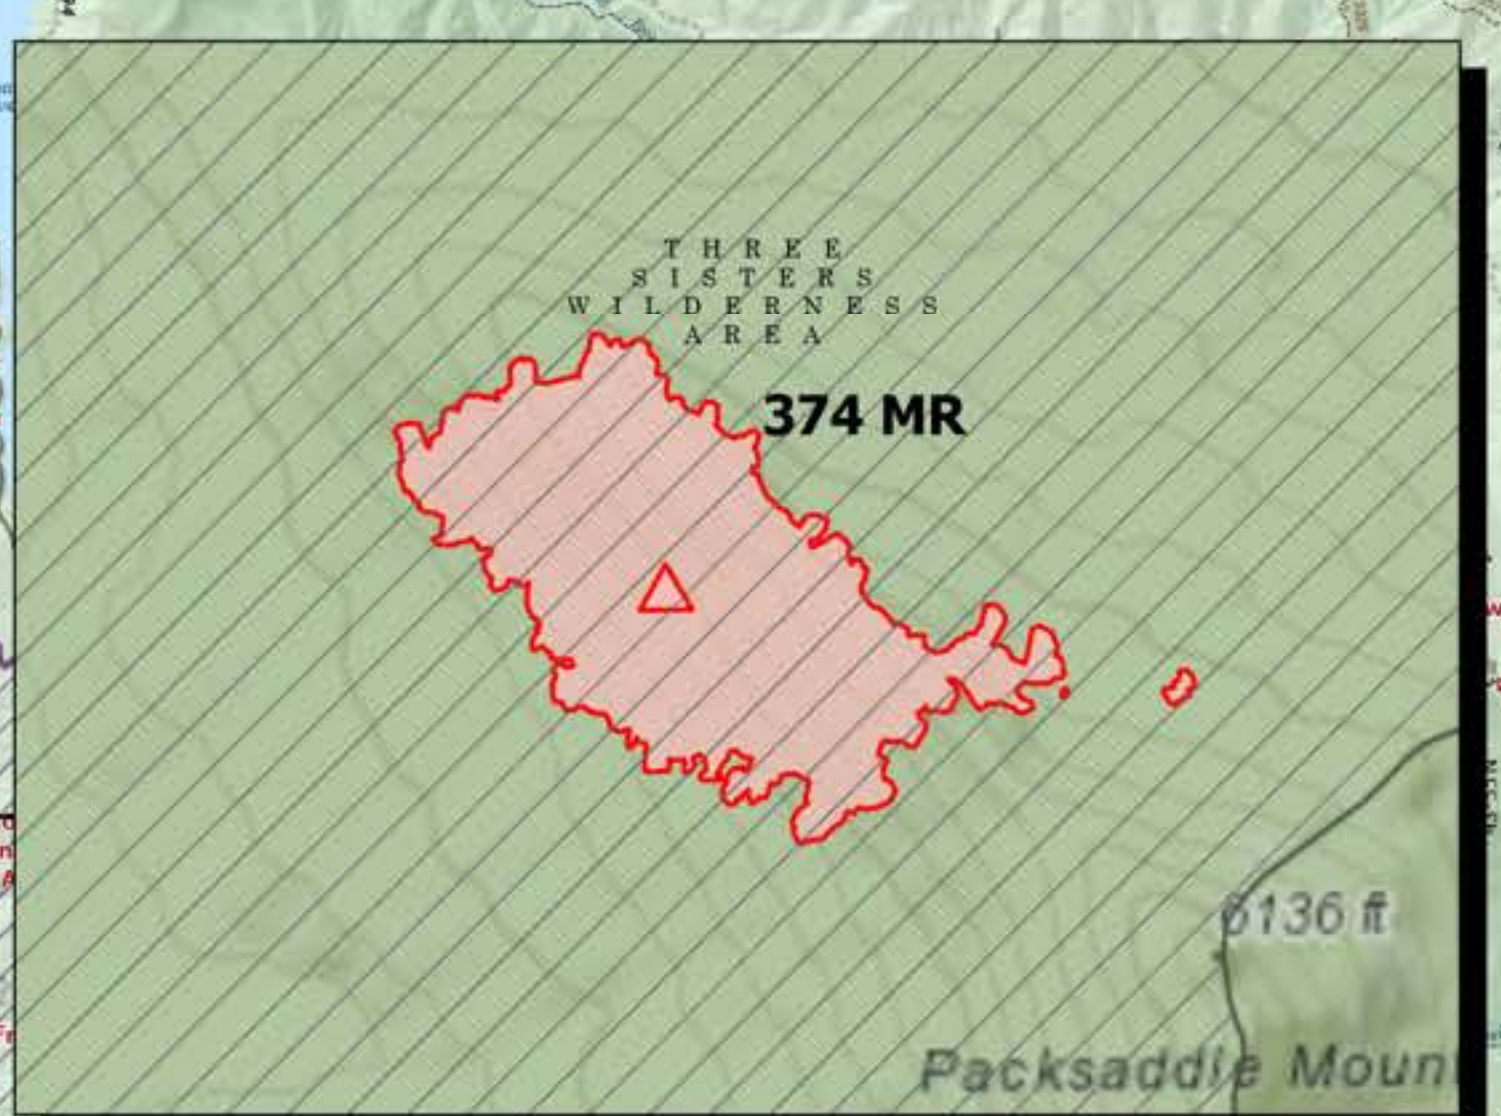 THREE
SISTERS
WILDERNESS
AREA
374 MR
6136 ft
Packsaddle Moun